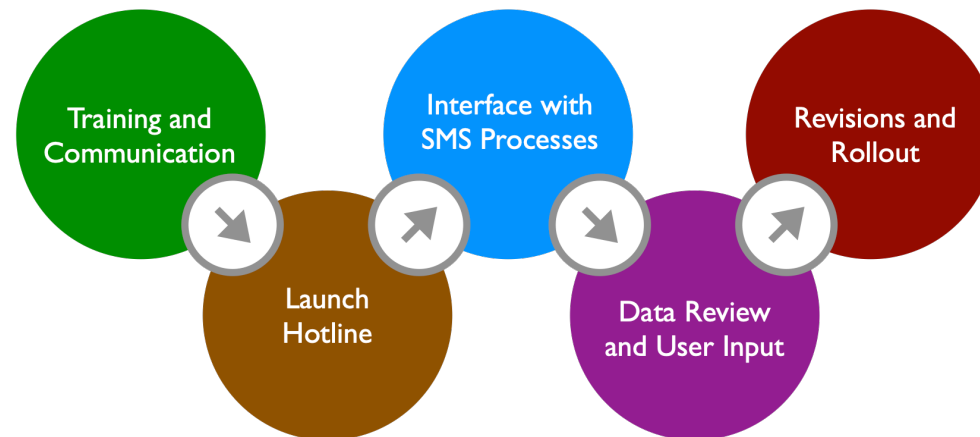 Training and
Communication
Launch
Hotline
Interface with
SMS Processes
Data Review
and User Input
Revisions and
Rollout